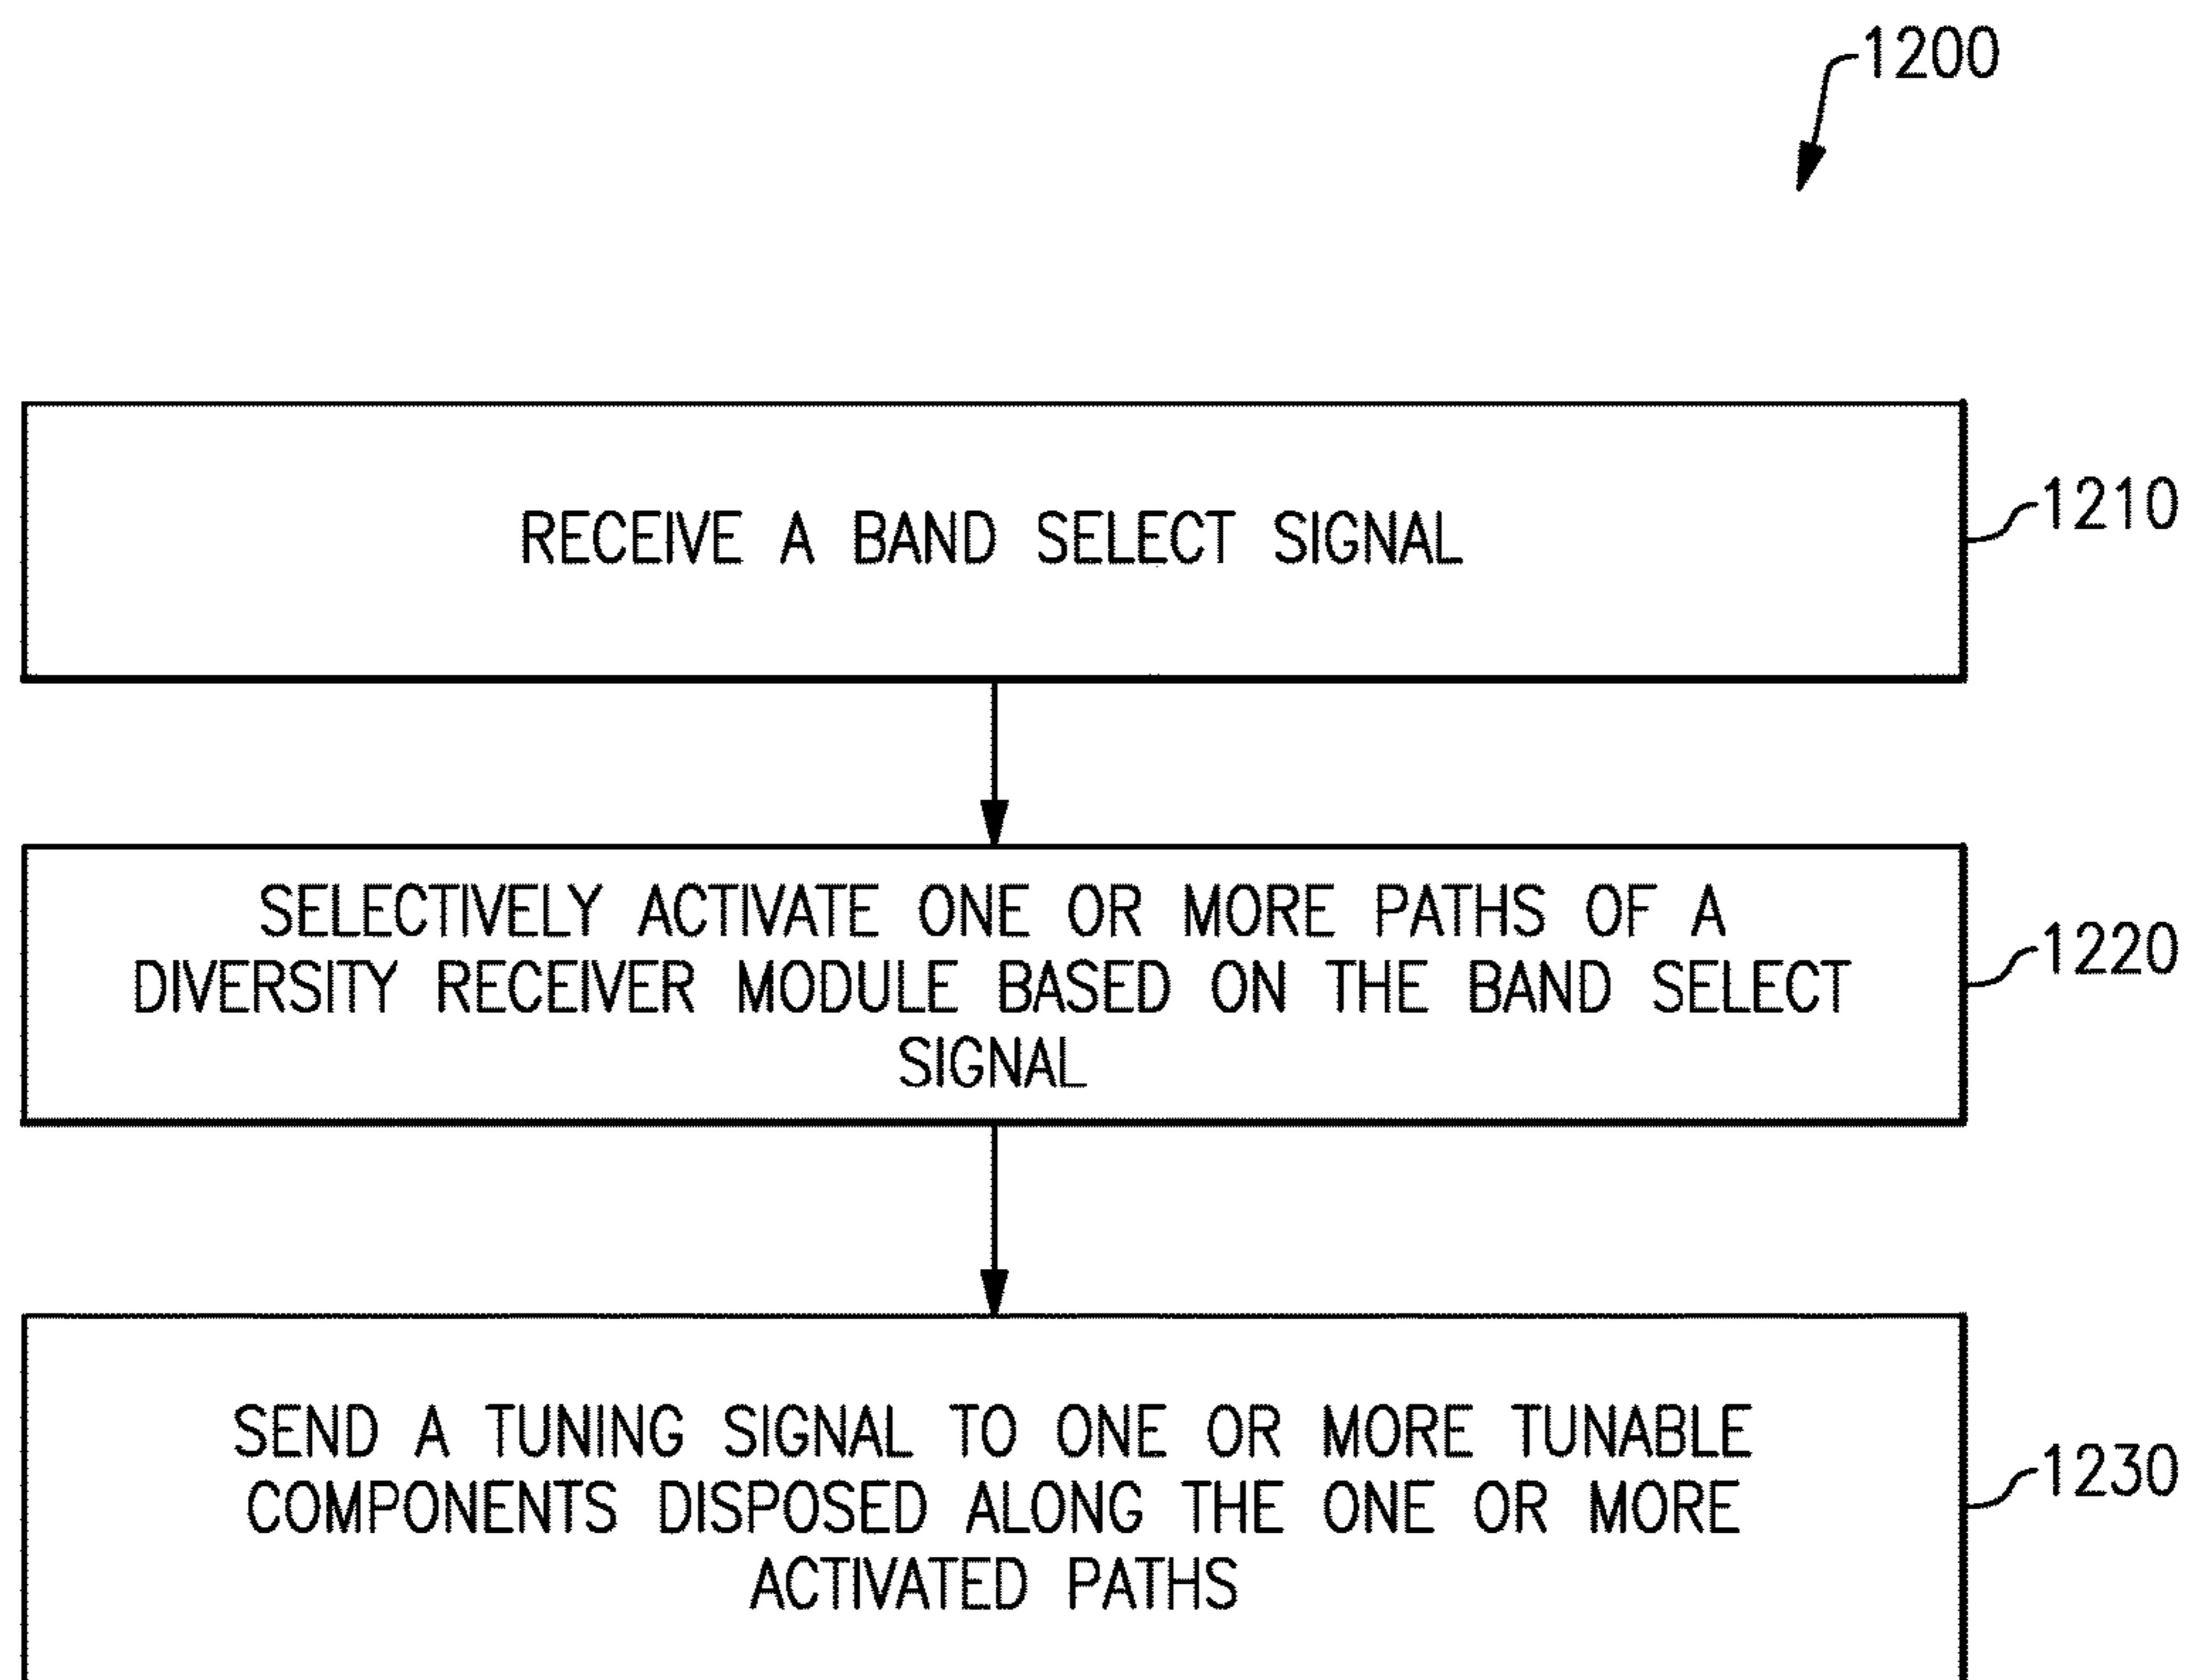 1200
RECEIVE A BAND SELECT SIGNAL
1210
SELECTIVELY ACTIVATE ONE OR MORE PATHS OF A
DIVERSITY RECEIVER MODULE BASED ON THE BAND SELECT
SIGNAL
1220
SEND A TUNING SIGNAL TO ONE OR MORE TUNABLE
COMPONENTS DISPOSED ALONG THE ONE OR MORE
ACTIVATED PATHS
1230